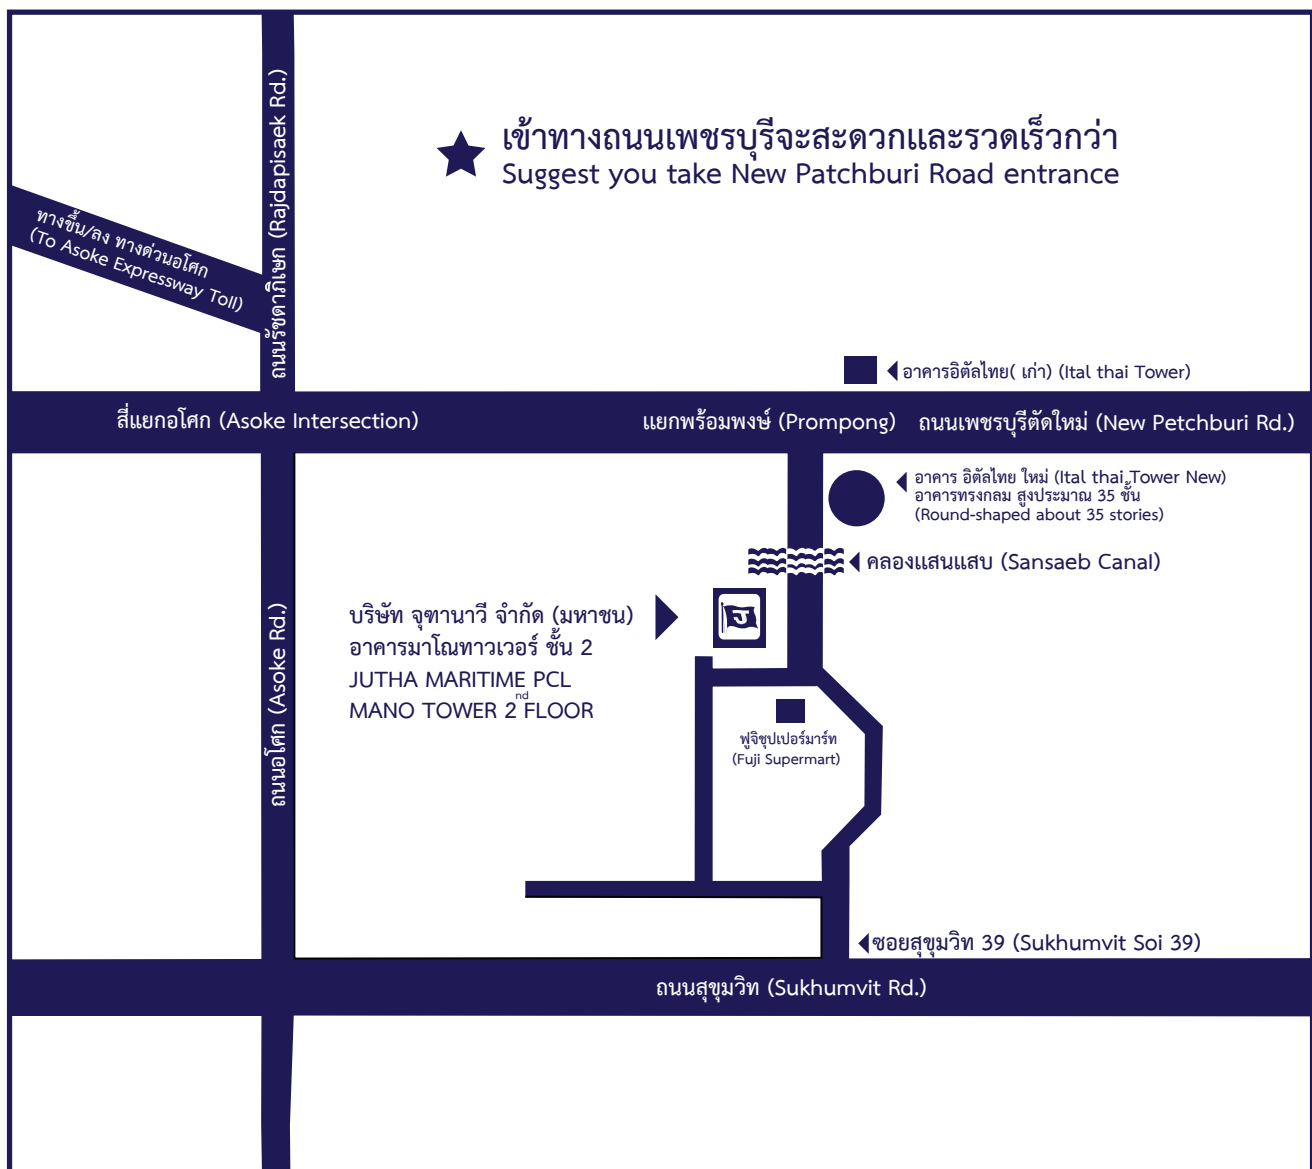 เข้าทางถนนเพชรบุรีจะสะดวกและรวดเร็วกว่า
Suggest you take New Patchburi Road entrance
ถนนรัชดาภิเษก (Rajdapisaek Rd.)
ทางขึ้น/ลง ทางด่วนอโศก
(To Asoke Expressway Toll)
อาคารอิตัลไทย( เก่า) (Ital thai Tower)
สี่แยกอโศก (Asoke Intersection)
แยกพร้อมพงษ์ (Prompong)
ถนนเพชรบุรีตัดใหม่ (New Petchburi Rd.)
อาคาร อิตัลไทย ใหม่ (Ital thai Tower New)
อาคารทรงกลม สูงประมาณ 35 ชั้น
(Round-shaped about 35 stories)
คลองแสนแสบ (Sansaeb Canal)
บริษัท จุฑานาวี จำกัด (มหาชน)
อาคารมาโณทาวเวอร์ ชั้น 2
JUTHA MARITIME PCL
MANO TOWER 2nd FLOOR
J
ถนนอโศก (Asoke Rd.)
ฟูจิซุปเปอร์มาร์ท
(Fuji Supermart)
ซอยสุขุมวิท 39 (Sukhumvit Soi 39)
ถนนสุขุมวิท (Sukhumvit Rd.)